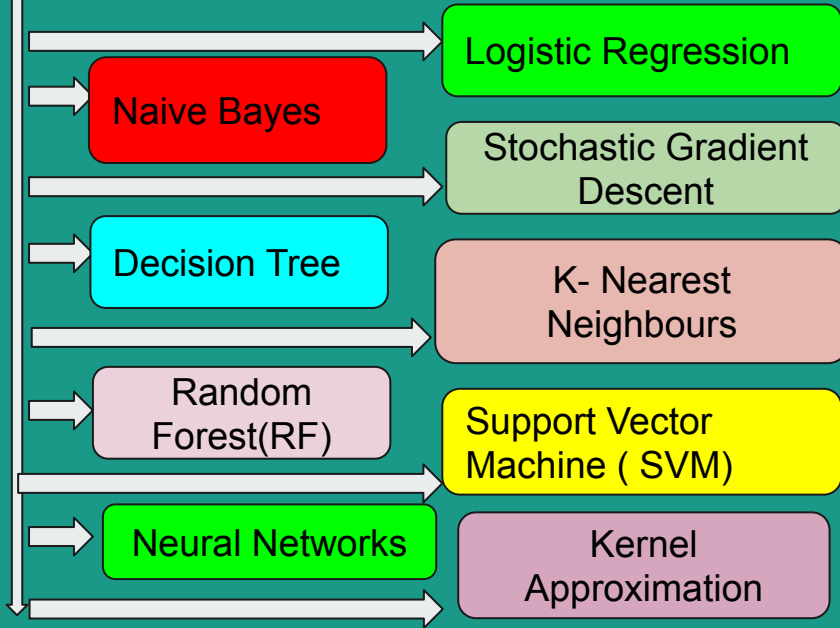 Logistic Regression
Naive Bayes
Stochastic Gradient
Descent
Decision Tree
K- Nearest
Neighbours
Random
Forest(RF)
Support Vector
Machine ( SVM)
Neural Networks
Kernel
Approximation